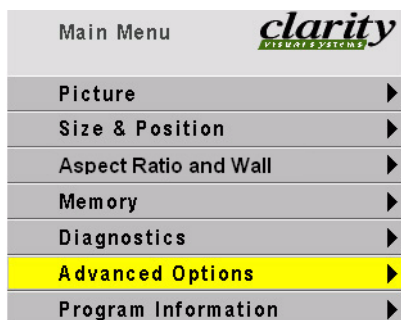 Main Menu
clarity
VISUAL SYSTEMS
Picture
Size & Position
Aspect Ratio and Wall
Memory
Diagnostics
Advanced Options
Program Information